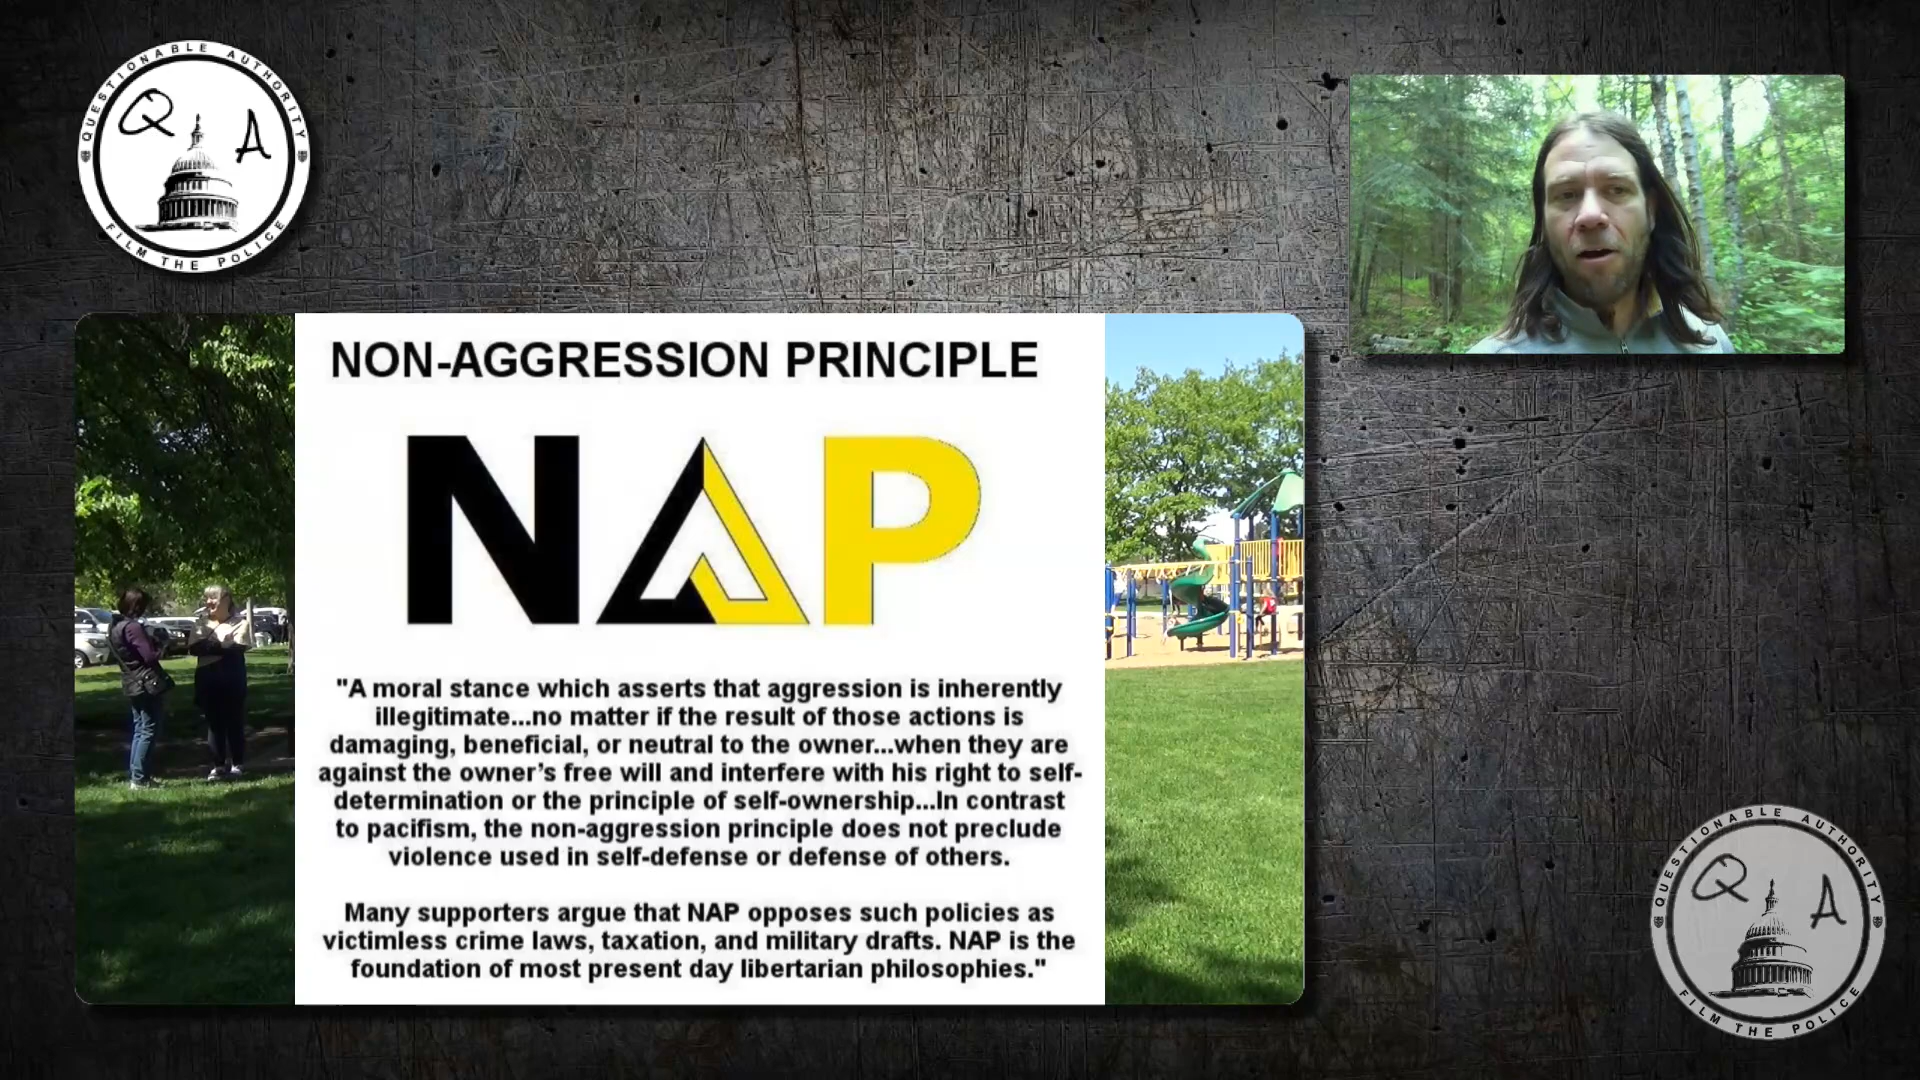 QUESTIONABLE AUTHORITY
Q A
FILM THE POLICE
NON-AGGRESSION PRINCIPLE
NAP
"A moral stance which asserts that aggression is inherently
illegitimate...no matter if the result of those actions is
damaging, beneficial, or neutral to the owner...when they are
against the owner’s free will and interfere with his right to self-
determination or the principle of self-ownership...In contrast
to pacifism, the non-aggression principle does not preclude
violence used in self-defense or defense of others.
Many supporters argue that NAP opposes such policies as
victimless crime laws, taxation, and military drafts. NAP is the
foundation of most present day libertarian philosophies."
QUESTIONABLE AUTHORITY
Q A
FILM THE POLICE